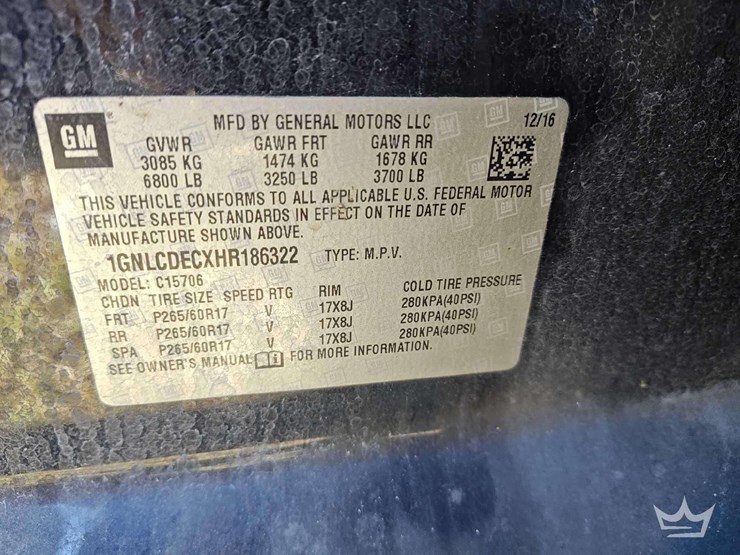 GM
MFD BY GENERAL MOTORS LLC 12/16
GVWR GAWR FRT GAWR RR
3085 KG 1474 KG 1678 KG
6800 LB 3250 LB 3700 LB
THIS VEHICLE CONFORMS TO ALL APPLICABLE U.S. FEDERAL MOTOR
VEHICLE SAFETY STANDARDS IN EFFECT ON THE DATE OF
MANUFACTURE SHOWN ABOVE.
1GNLCDECXHR186322 TYPE: M.P.V.
MODEL: C15706
CHDN TIRE SIZE SPEED RTG RIM COLD TIRE PRESSURE
FRT P265/60R17 V 17X8J 280KPA(40PSI)
RR P265/60R17 V 17X8J 280KPA(40PSI)
SPA P265/60R17 V 17X8J 280KPA(40PSI)
SEE OWNER'S MANUAL FOR MORE INFORMATION.